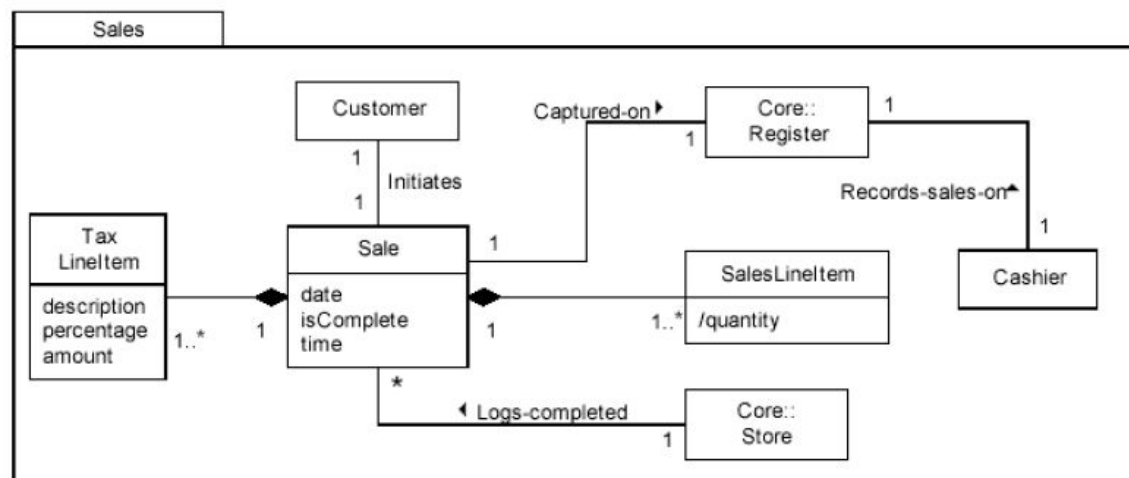 Sales
Customer
Captured-on
Core::
Register
1
1
1
Initiates
1
Records-sales-on
1
Tax
LineItem
description
percentage
amount
Sale
date
isComplete
time
1
SalesLineItem
/quantity
Cashier
1..*
1
1
1..*
*
Logs-completed
1
Core::
Store